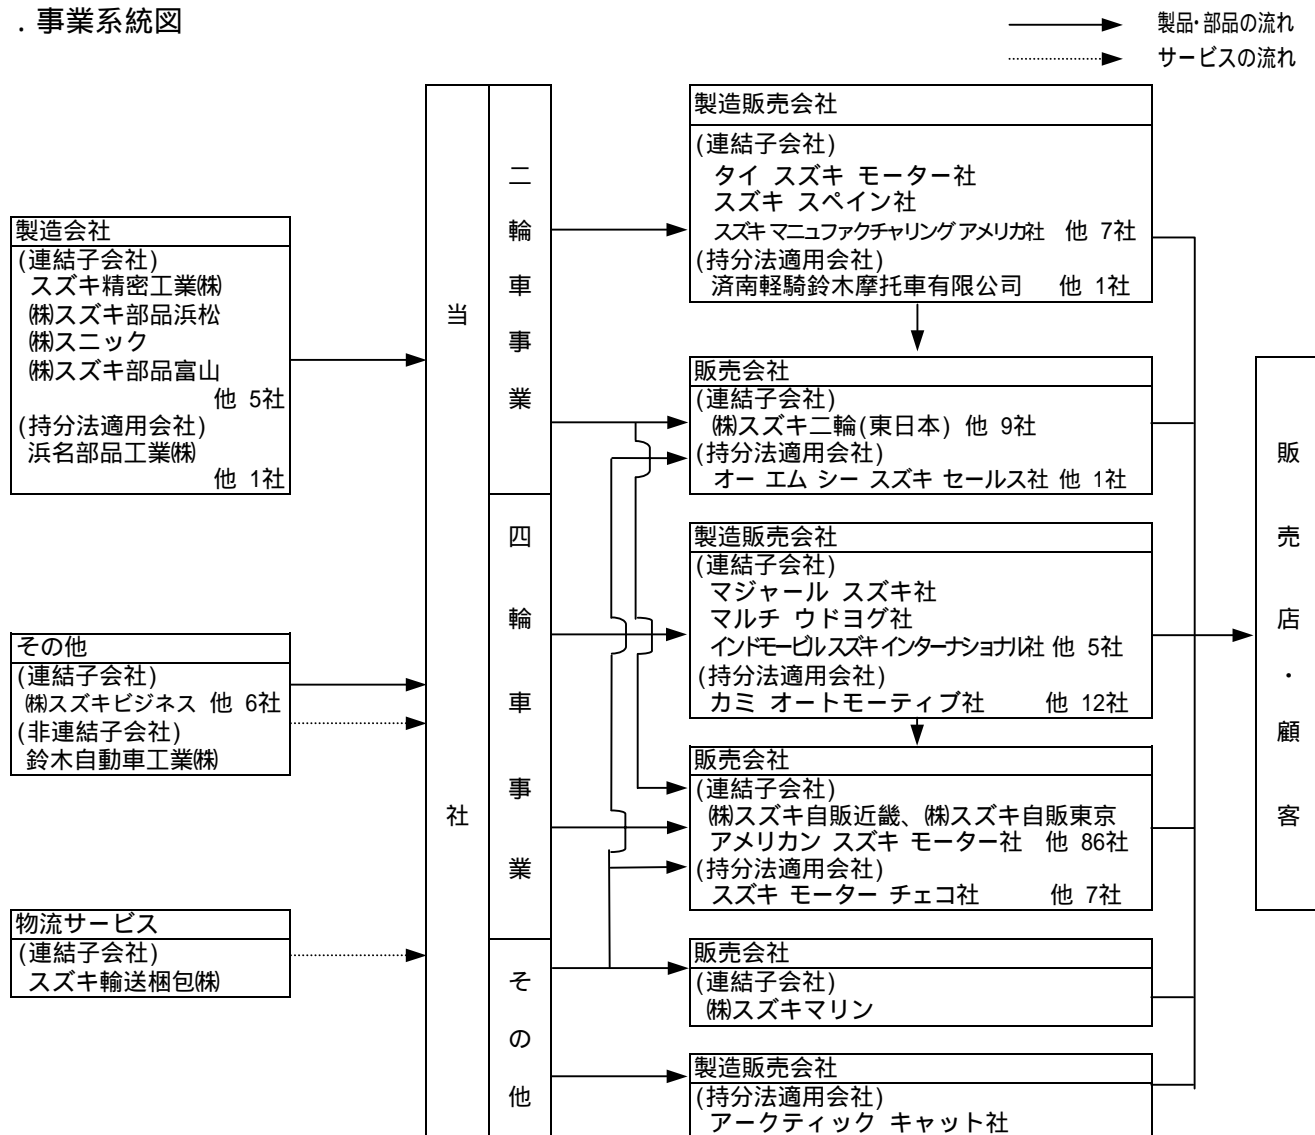 . 事業系統図
製品・部品の流れ
サービスの流れ
製造会社
(連結子会社)
スズキ精密工業㈱
㈱スズキ部品浜松
㈱スニック
㈱スズキ部品富山
他 5社
(持分法適用会社)
浜名部品工業㈱
他 1社
その他
(連結子会社)
㈱スズキビジネス 他 6社
(非連結子会社)
鈴木自動車工業㈱
物流サービス
(連結子会社)
スズキ輸送梱包㈱
当社
二輪車事業
四輪車事業
その他
製造販売会社
(連結子会社)
タイ スズキ モーター社
スズキ スペイン社
スズキ マニュファクチャリング アメリカ社 他 7社
(持分法適用会社)
済南軽騎鈴木摩托車有限公司 他 1社
販売会社
(連結子会社)
㈱スズキ二輪(東日本) 他 9社
(持分法適用会社)
オー エム シー スズキ セールス社 他 1社
製造販売会社
(連結子会社)
マジャール スズキ社
マルチ ウドヨグ社
インドモービル スズキ インターナショナル社 他 5社
(持分法適用会社)
カミ オートモーティブ社 他 12社
販売会社
(連結子会社)
㈱スズキ自販近畿、㈱スズキ自販東京
アメリカン スズキ モーター社 他 86社
(持分法適用会社)
スズキ モーター チェコ社 他 7社
販売会社
(連結子会社)
㈱スズキマリン
製造販売会社
(持分法適用会社)
アークティック キャット社
販売店・顧客